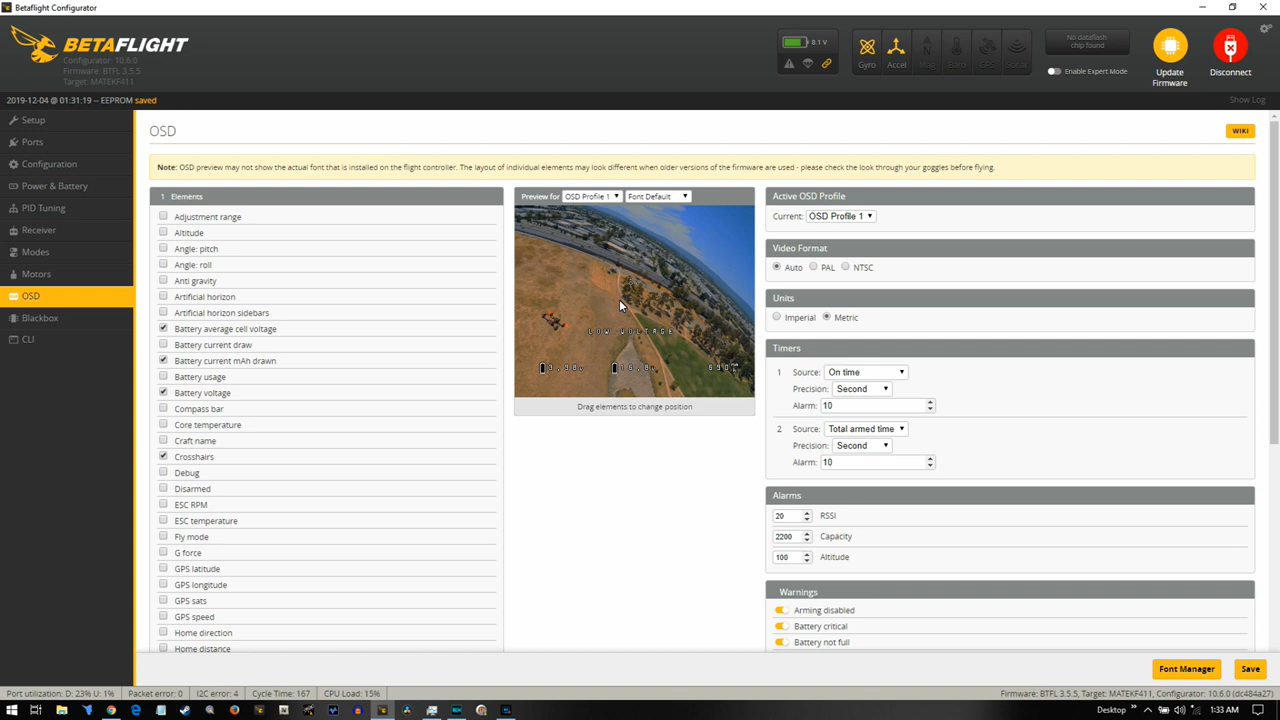 Betaflight Configurator
BETAFLIGHT
Configurator: 10.6.0
Firmware: BTFL 3.5.5
Target: MATEKF411
8.1 V
Gyro
Accel
Mag
Baro
GPS
Sonar
No dataflash
chip found
Enable Expert Mode
Update
Firmware
Disconnect
2019-12-04 @ 01:31:19 -- EEPROM saved
Show Log
Setup
Ports
Configuration
Power & Battery
PID Tuning
Receiver
Modes
Motors
OSD
Blackbox
CLI
OSD
WIKI
Note: OSD preview may not show the actual font that is installed on the flight controller. The layout of individual elements may look different when older versions of the firmware are used - please check the look through your goggles before flying.
1 Elements
Adjustment range
Altitude
Angle: pitch
Angle: roll
Anti gravity
Artificial horizon
Artificial horizon sidebars
Battery average cell voltage
Battery current draw
Battery current mAh drawn
Battery usage
Battery voltage
Compass bar
Core temperature
Craft name
Crosshairs
Debug
Disarmed
ESC RPM
ESC temperature
Fly mode
G force
GPS latitude
GPS longitude
GPS sats
GPS speed
Home direction
Home distance
Preview for OSD Profile 1 Font Default
LOW VOLTAGE
3.98V 16.8V 690
Drag elements to change position
Active OSD Profile
Current: OSD Profile 1
Video Format
Auto PAL NTSC
Units
Imperial Metric
Timers
1 Source: On time
Precision: Second
Alarm: 10
2. Source: Total armed time
Precision: Second
Alarm: 10
Alarms
20 RSSI
2200 Capacity
100 Altitude
Warnings
Arming disabled
Battery critical
Battery not full
Font Manager
Save
Port utilization: D: 23% U: 1% Packet error: 0 I2C error: 4 Cycle Time: 167 CPU Load: 15% Firmware: BTFL 3.5.5, Target: MATEKF411, Configurator: 10.6.0 (dc484a27)
Desktop 1:33 AM